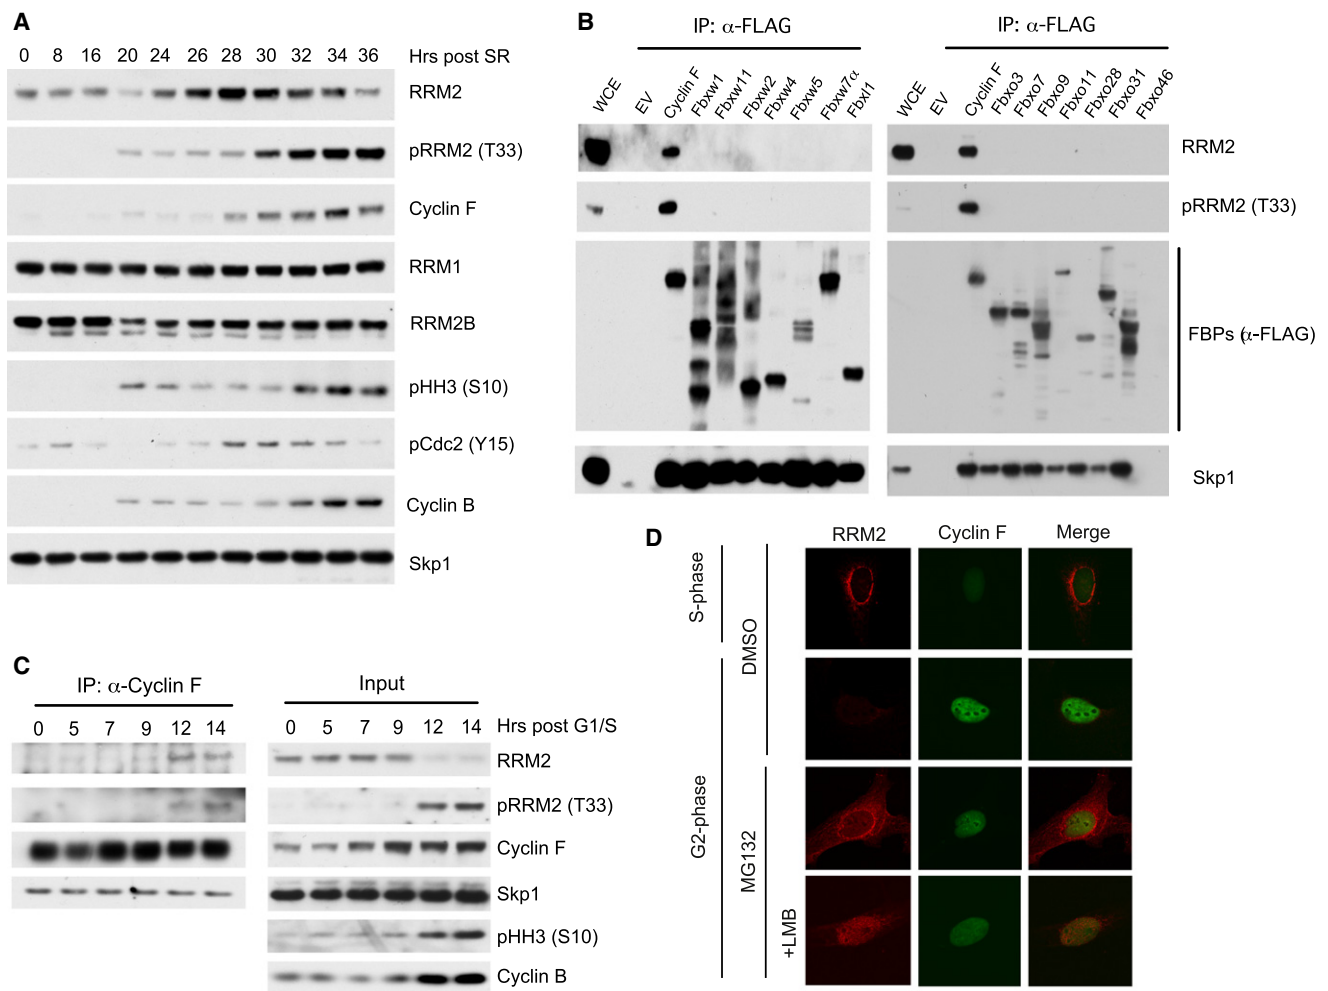 A
0 8 16 20 24 26 28 30 32 34 36 Hrs post SR
RRM2
pRRM2 (T33)
Cyclin F
RRM1
RRM2B
pHH3 (S10)
pCdc2 (Y15)
Cyclin B
Skp1
B
IP: α-FLAG
WCE EV Cyclin F Fbxw1 Fbxw11 Fbxw2 Fbxw4 Fbxw5 Fbxw7α Fbxl1
IP: α-FLAG
WCE EV Cyclin F Fbxo3 Fbxo7 Fbxo9 Fbxo11 Fbxo28 Fbxo31 Fbxo46
RRM2
pRRM2 (T33)
FBPs (α-FLAG)
Skp1
C
IP: α-Cyclin F
0 5 7 9 12 14
Input
0 5 7 9 12 14 Hrs post G1/S
RRM2
pRRM2 (T33)
Cyclin F
Skp1
pHH3 (S10)
Cyclin B
D
RRM2 Cyclin F Merge
S-phase
DMSO
G2-phase
MG132
+LMB